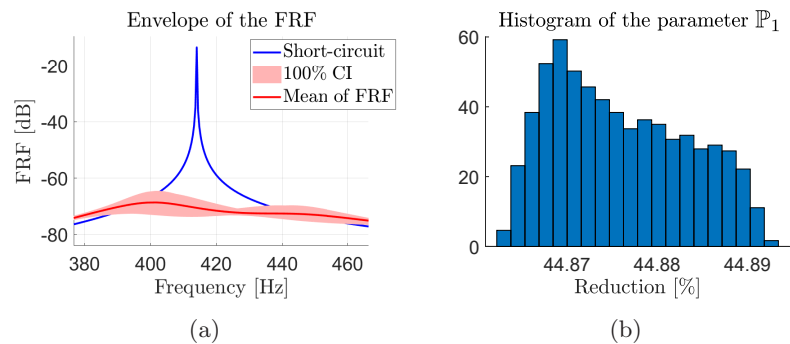 Envelope of the FRF
Short-circuit
100% CI
Mean of FRF
FRF [dB]
-20
-40
-60
-80
380
400
420
440
460
Frequency [Hz]
(a)
Histogram of the parameter ℙ₁
60
40
20
0
44.87
44.88
44.89
Reduction [%]
(b)